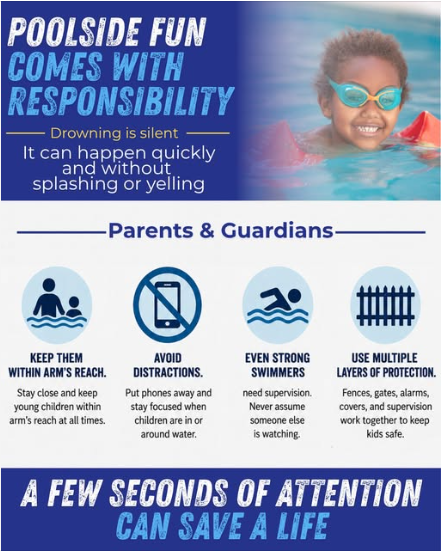 POOLSIDE FUN
COMES WITH
RESPONSIBILITY
Drowning is silent
It can happen quickly
and without
splashing or yelling
Parents & Guardians
KEEP THEM
WITHIN ARM'S REACH.
Stay close and keep
young children within
arm's reach at all times.
AVOID
DISTRACTIONS.
Put phones away and
stay focused when
children are in or
around water.
EVEN STRONG
SWIMMERS
need supervision.
Never assume
someone else
is watching.
USE MULTIPLE
LAYERS OF PROTECTION.
Fences, gates, alarms,
covers, and supervision
work together to keep
kids safe.
A FEW SECONDS OF ATTENTION
CAN SAVE A LIFE